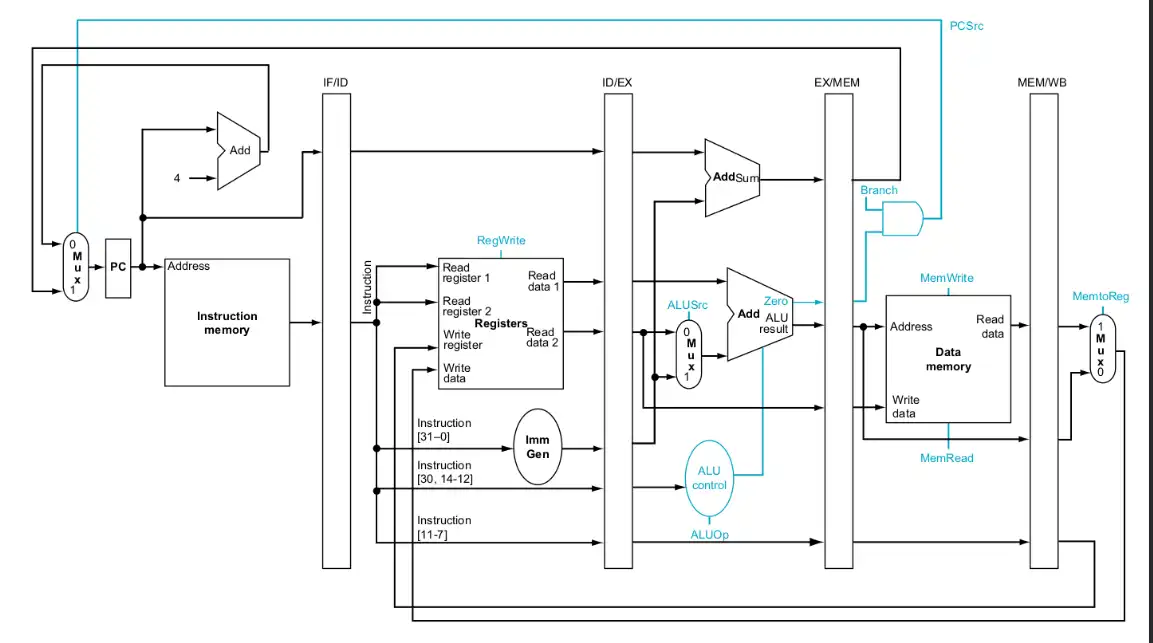 PCSrc
IF/ID
ID/EX
EX/MEM
MEM/WB
Add
4
AddSum
Branch
0
M
u
x
1
PC
Address
Instruction
memory
Instruction
RegWrite
Read
register 1
Read
register 2
Write
register
Write
data
Registers
Read
data 1
Read
data 2
ALUSrc
0
M
u
x
1
Zero
Add
ALU
result
MemWrite
Address
Read
data
Data
memory
Write
data
MemRead
MemtoReg
1
M
u
x
0
Instruction
[31–0]
Imm
Gen
Instruction
[30, 14-12]
ALU
control
ALUOp
Instruction
[11-7]